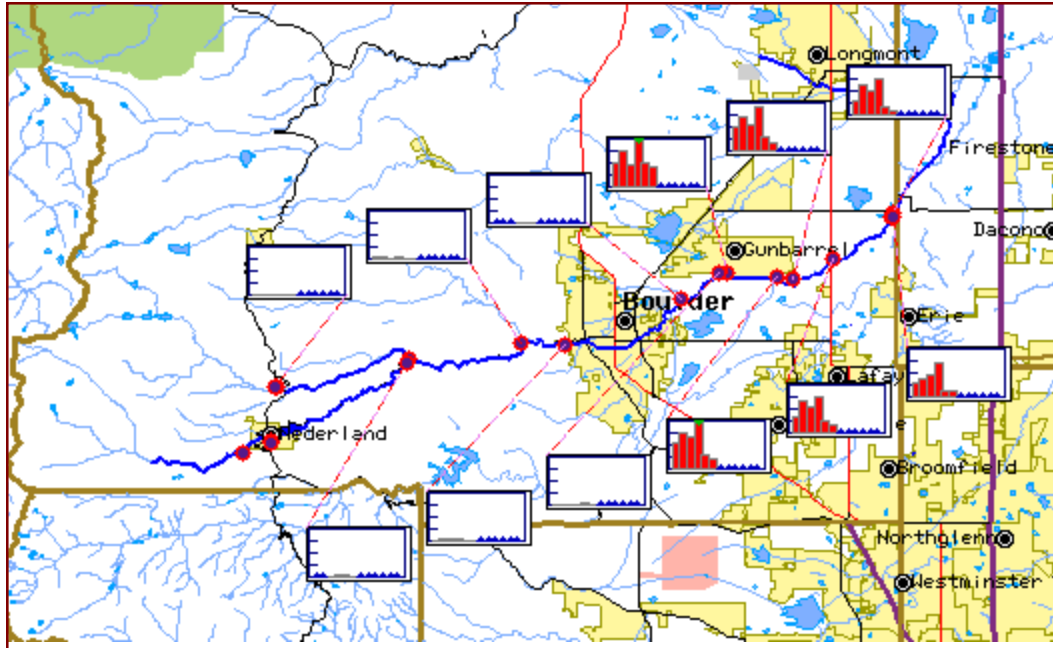 Longmont
Firestone
Dacono
Gunbarrel
Boulder
Erie
Lafay
Nederland
e
Broomfield
Northglenn
Westminster